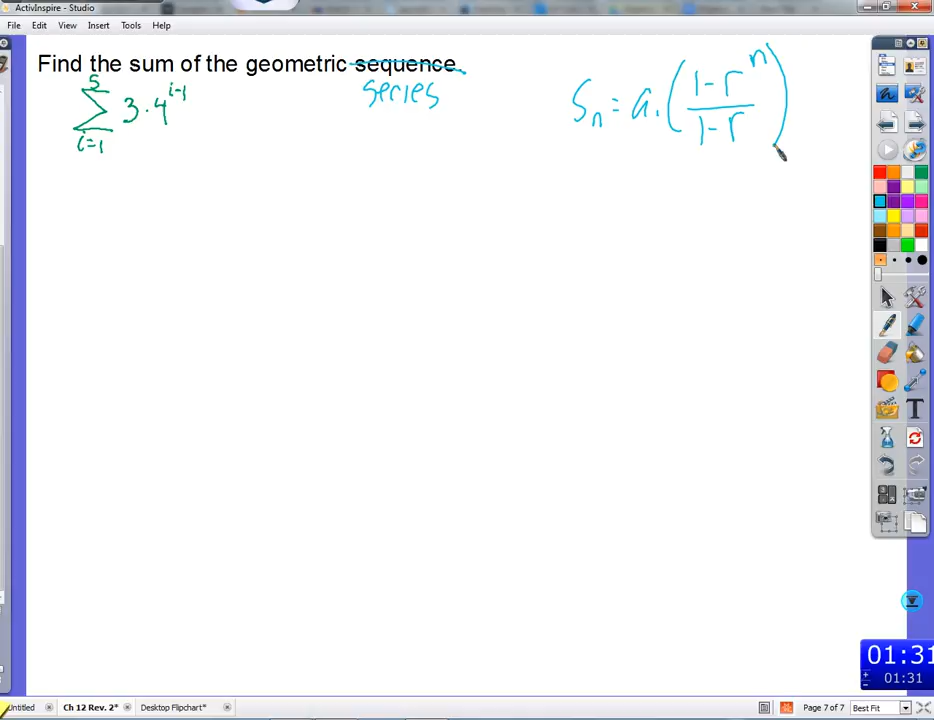 ActivInspire - Studio
File Edit View Insert Tools Help
Find the sum of the geometric sequence.
series
5
∑ 3·4^{i-1}
i=1
S_n = a_1 (\frac{1-r^n}{1-r})
T
01:31
01:31
Untitled Ch 12 Rev. 2* Desktop Flipchart* Page 7 of 7 Best Fit